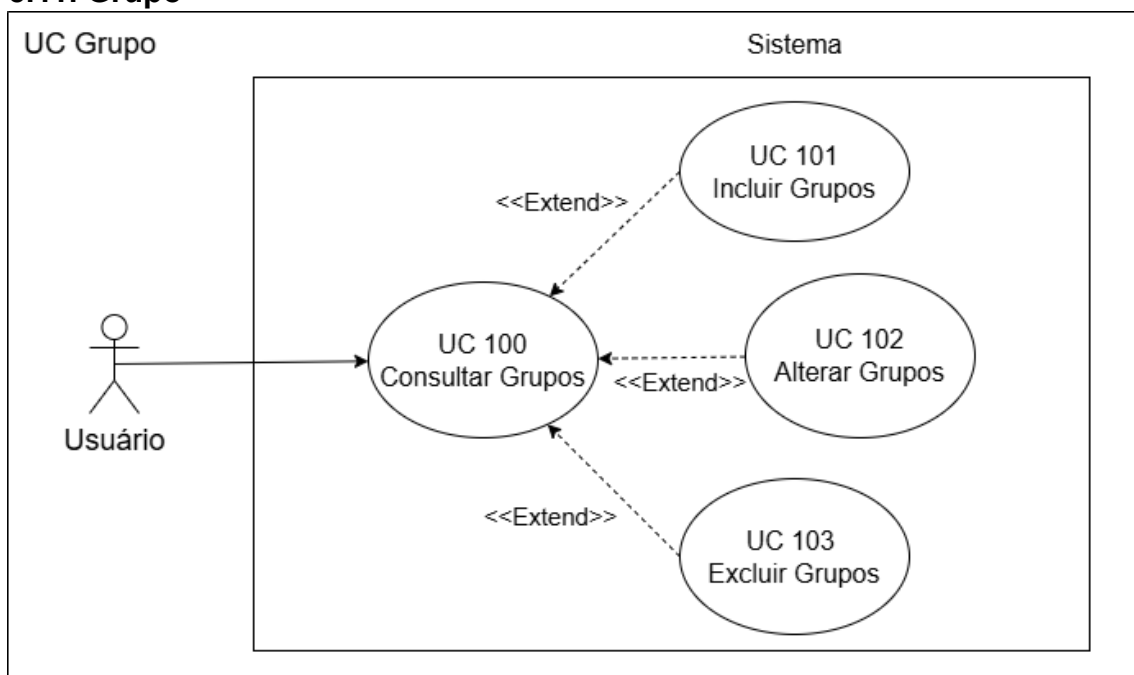 UC Grupo
Sistema
UC 101
Incluir Grupos
<<Extend>>
UC 100
Consultar Grupos
UC 102
Alterar Grupos
<<Extend>>
Usuário
<<Extend>>
UC 103
Excluir Grupos